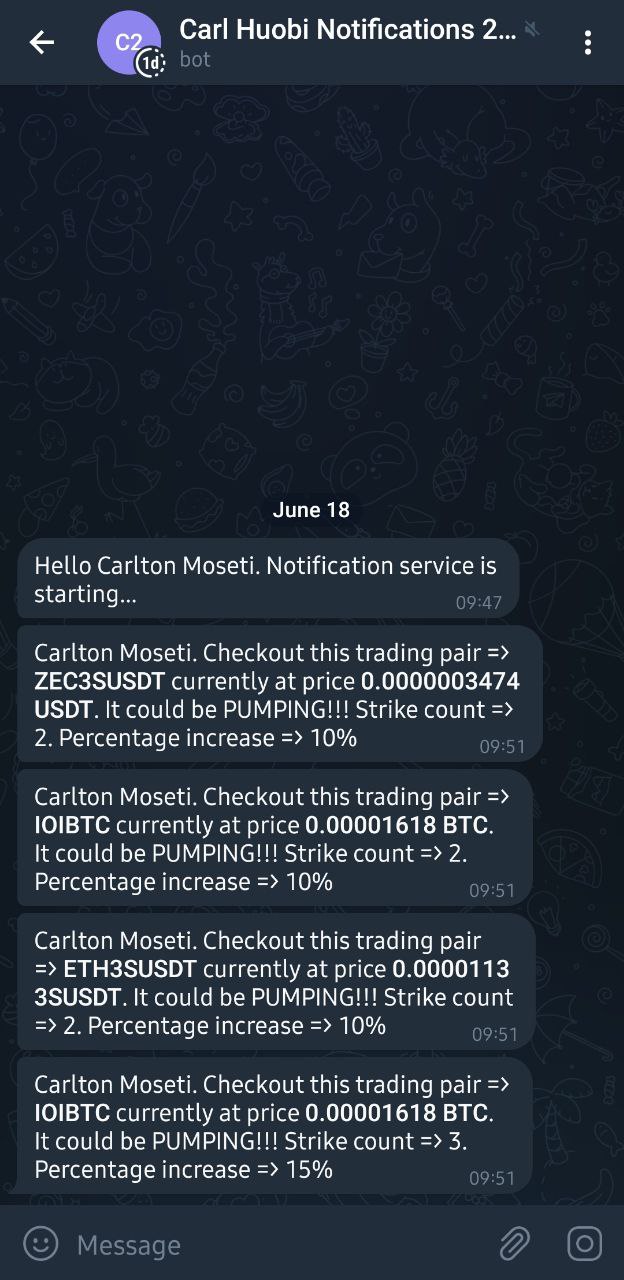 C2
1d
Carl Huobi Notifications 2...
bot
June 18
Hello Carlton Moseti. Notification service is
starting...
09:47
Carlton Moseti. Checkout this trading pair =>
ZEC3SUSDT currently at price 0.0000003474
USDT. It could be PUMPING!!! Strike count =>
2. Percentage increase => 10%
09:51
Carlton Moseti. Checkout this trading pair =>
IOIBTC currently at price 0.00001618 BTC.
It could be PUMPING!!! Strike count => 2.
Percentage increase => 10%
09:51
Carlton Moseti. Checkout this trading pair
=> ETH3SUSDT currently at price 0.0000113
3SUSDT. It could be PUMPING!!! Strike count
=> 2. Percentage increase => 10%
09:51
Carlton Moseti. Checkout this trading pair =>
IOIBTC currently at price 0.00001618 BTC.
It could be PUMPING!!! Strike count => 3.
Percentage increase => 15%
09:51
Message